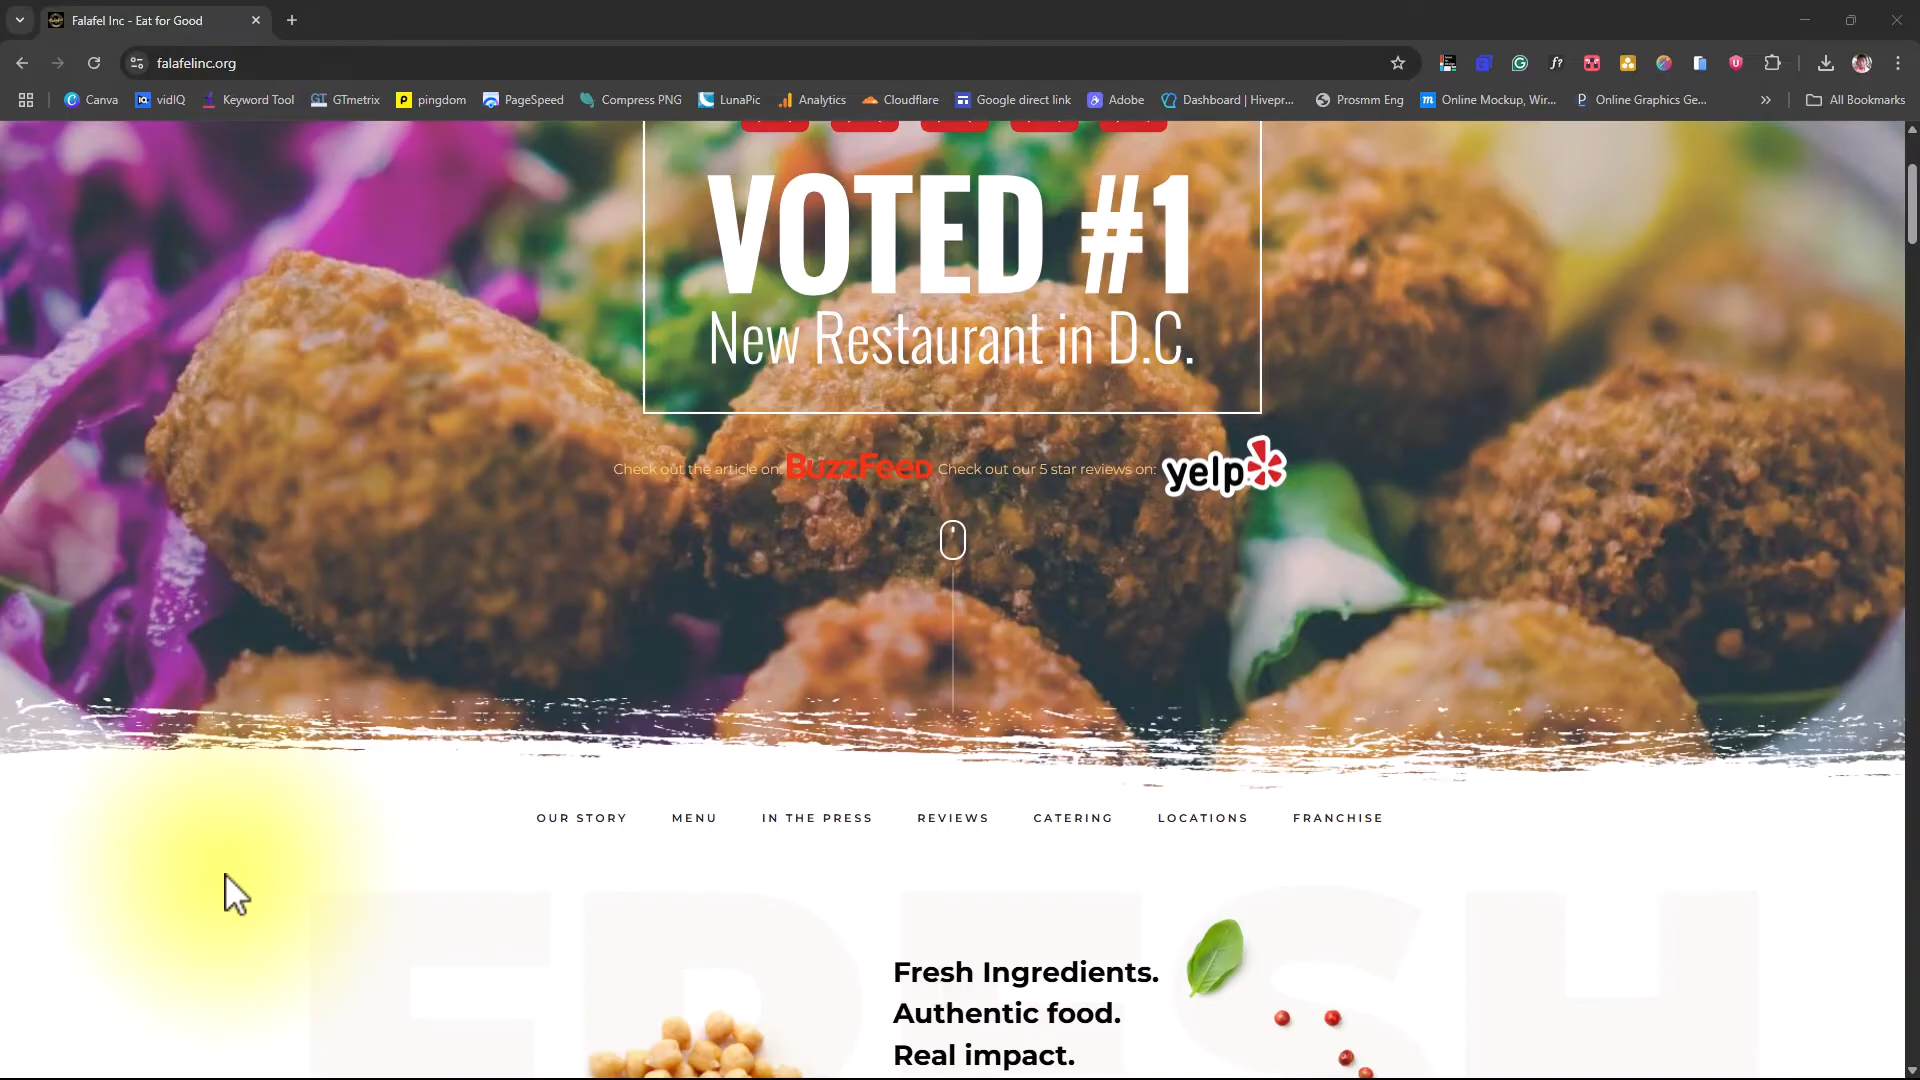 Falafel Inc - Eat for Good
falafelinc.org
Canva vidIQ Keyword Tool GTmetrix pingdom PageSpeed Compress PNG LunaPic Analytics Cloudflare Google direct link Adobe Dashboard | Hivepr... Prosmm Eng Online Mockup, Wir... Online Graphics Ge... All Bookmarks
VOTED #1
New Restaurant in D.C.
Check out the article on: BuzzFeed Check out our 5 star reviews on: yelp
OUR STORY MENU IN THE PRESS REVIEWS CATERING LOCATIONS FRANCHISE
FRESH
Fresh Ingredients.
Authentic food.
Real impact.